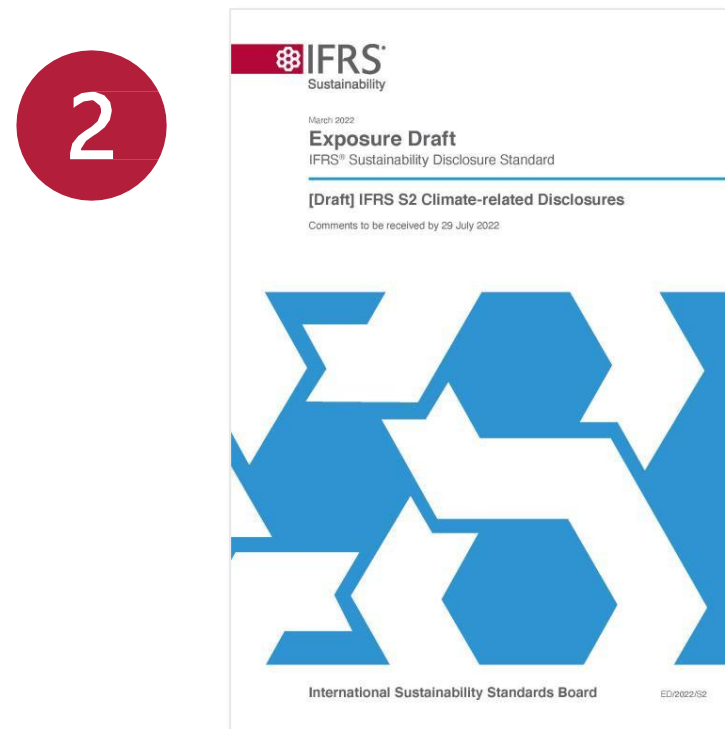 2
IFRS®
Sustainability
March 2022
Exposure Draft
IFRS® Sustainability Disclosure Standard
[Draft] IFRS S2 Climate-related Disclosures
Comments to be received by 29 July 2022
International Sustainability Standards Board
ED/2022/S2